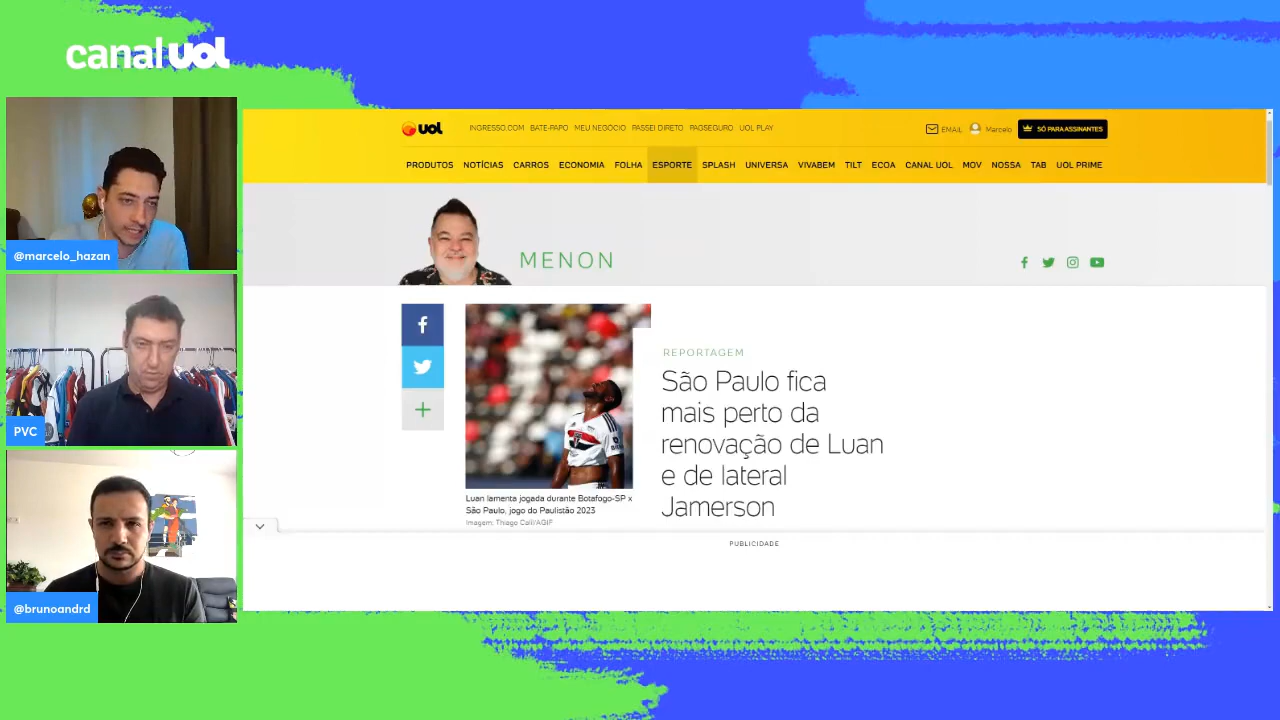 canal uol
@marcelo_hazan
PVC
@brunoandrd
uol
INGRESSO.COM BATE-PAPO MEU NEGÓCIO PASSEI DIRETO PAGSEGURO UOL PLAY
EMAIL Marcelo SÓ PARA ASSINANTES
PRODUTOS NOTÍCIAS CARROS ECONOMIA FOLHA ESPORTE SPLASH UNIVERSA VIVABEM TILT ECOA CANAL UOL MOV NOSSA TAB UOL PRIME
MENON
REPORTAGEM
São Paulo fica
mais perto da
renovação de Luan
e de lateral
Jamerson
Luan lamenta jogada durante Botafogo-SP x
São Paulo, jogo do Paulistão 2023
Imagem: Thiago Calil/AGIF
PUBLICIDADE